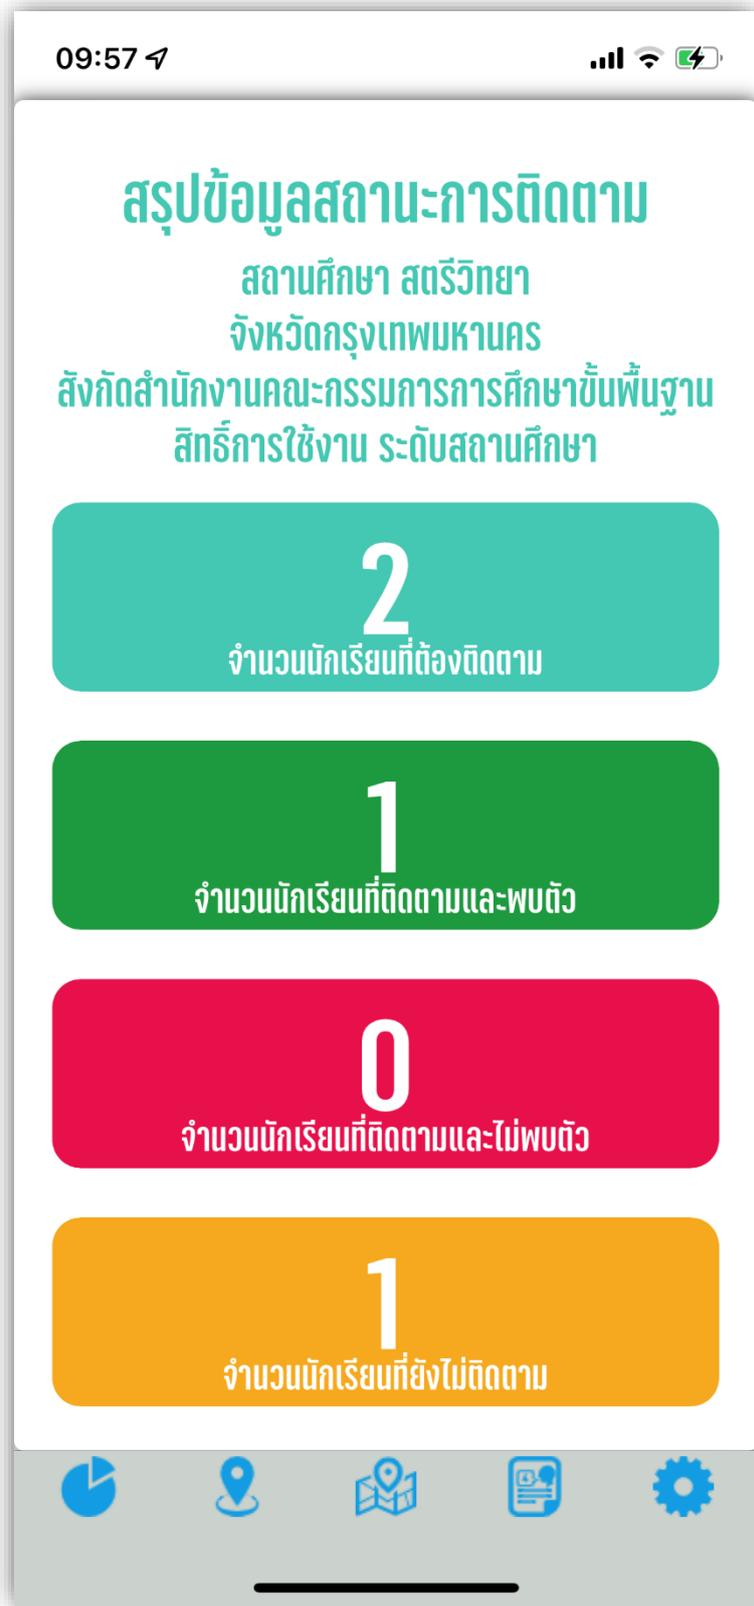 09:57
สรุปข้อมูลสถานะการติดตาม
สถานศึกษา สตรีวิทยา
จังหวัดกรุงเทพมหานคร
สังกัดสำนักงานคณะกรรมการการศึกษาขั้นพื้นฐาน
สิทธิ์การใช้งาน ระดับสถานศึกษา
2
จำนวนนักเรียนที่ต้องติดตาม
1
จำนวนนักเรียนที่ติดตามและพบตัว
0
จำนวนนักเรียนที่ติดตามและไม่พบตัว
1
จำนวนนักเรียนที่ยังไม่ติดตาม